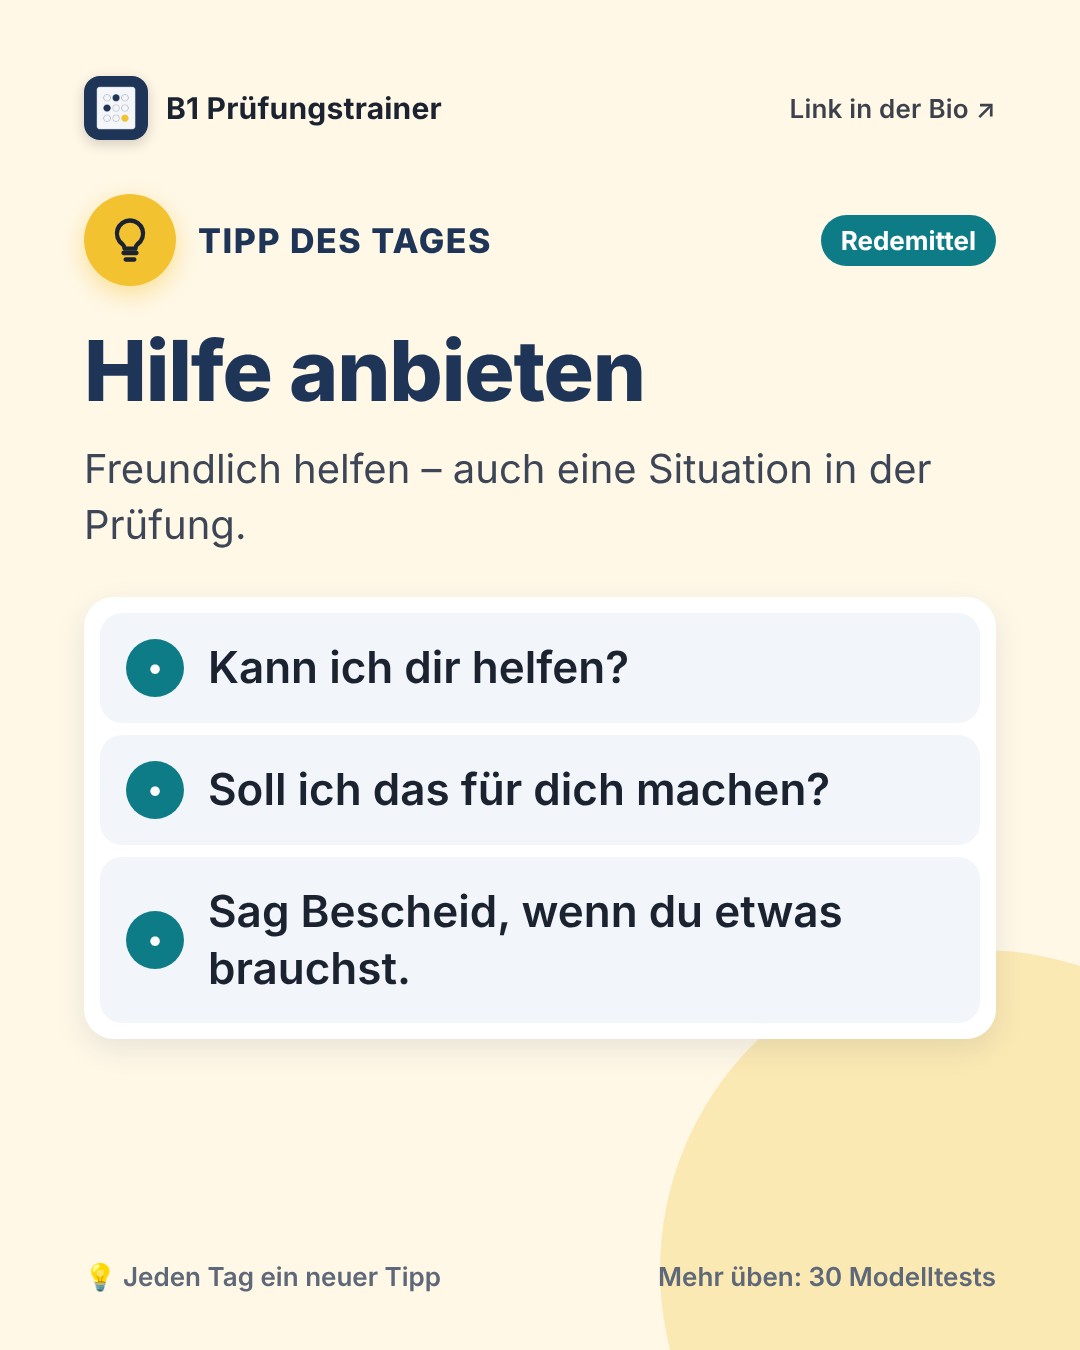 B1 Prüfungstrainer
Link in der Bio ↗
TIPP DES TAGES
Redemittel
Hilfe anbieten
Freundlich helfen – auch eine Situation in der
Prüfung.
Kann ich dir helfen?
Soll ich das für dich machen?
Sag Bescheid, wenn du etwas
brauchst.
💡 Jeden Tag ein neuer Tipp
Mehr üben: 30 Modelltests